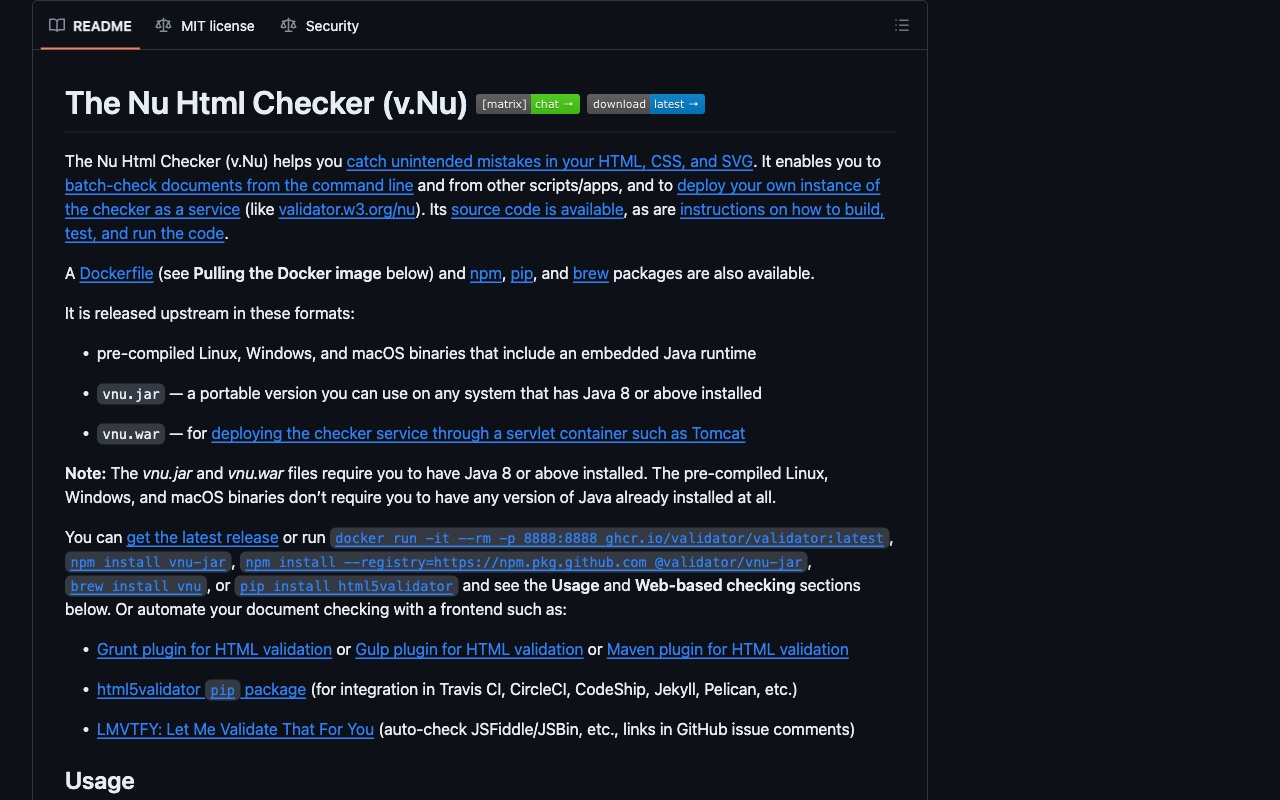 README MIT license Security
The Nu Html Checker (v.Nu) [matrix] chat → download latest →
The Nu Html Checker (v.Nu) helps you catch unintended mistakes in your HTML, CSS, and SVG. It enables you to
batch-check documents from the command line and from other scripts/apps, and to deploy your own instance of
the checker as a service (like validator.w3.org/nu). Its source code is available, as are instructions on how to build,
test, and run the code.
A Dockerfile (see Pulling the Docker image below) and npm, pip, and brew packages are also available.
It is released upstream in these formats:
• pre-compiled Linux, Windows, and macOS binaries that include an embedded Java runtime
• vnu.jar — a portable version you can use on any system that has Java 8 or above installed
• vnu.war — for deploying the checker service through a servlet container such as Tomcat
Note: The vnu.jar and vnu.war files require you to have Java 8 or above installed. The pre-compiled Linux,
Windows, and macOS binaries don’t require you to have any version of Java already installed at all.
You can get the latest release or run docker run -it --rm -p 8888:8888 ghcr.io/validator/validator:latest,
npm install vnu-jar, npm install --registry=https://npm.pkg.github.com @validator/vnu-jar,
brew install vnu, or pip install html5validator and see the Usage and Web-based checking sections
below. Or automate your document checking with a frontend such as:
• Grunt plugin for HTML validation or Gulp plugin for HTML validation or Maven plugin for HTML validation
• html5validator pip package (for integration in Travis CI, CircleCI, CodeShip, Jekyll, Pelican, etc.)
• LMVTFY: Let Me Validate That For You (auto-check JSFiddle/JSBin, etc., links in GitHub issue comments)
Usage